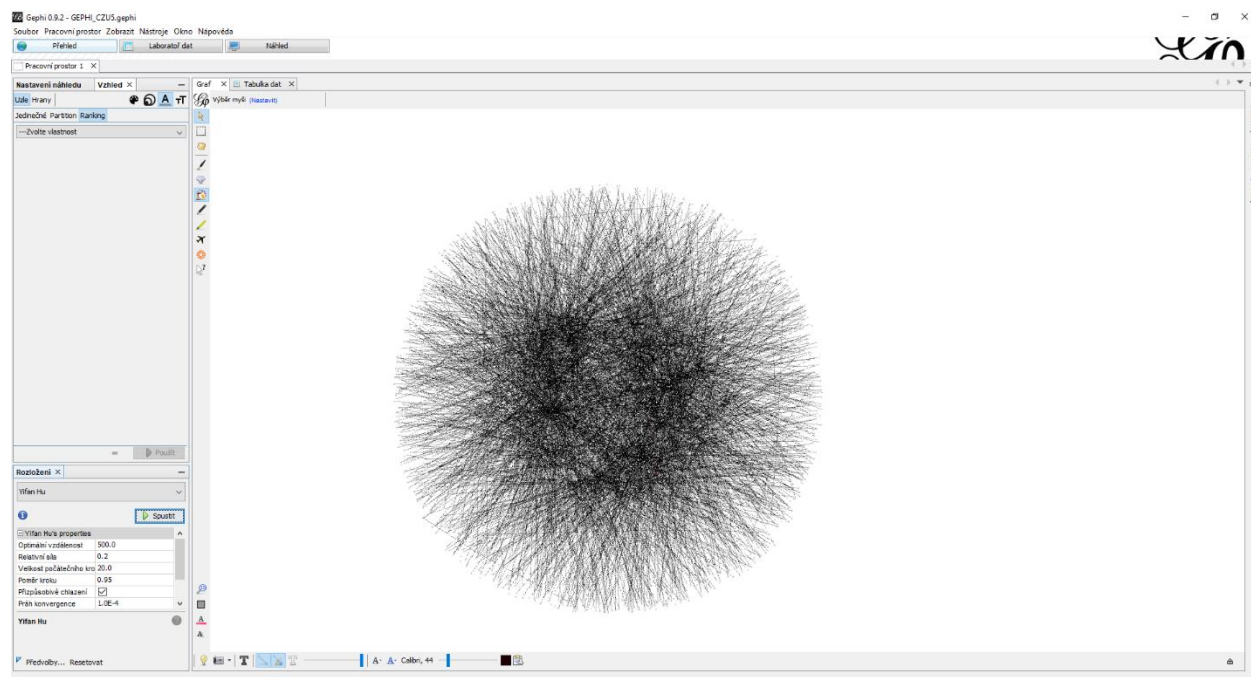 Gephi 0.9.2 - GEPHI_CZU5.gephi
Soubor Pracovní prostor Zobrazit Nástroje Okno Nápověda
Přehled Laboratoř dat Náhled
Pracovní prostor 1
Nastavení náhledu Vzhled
Graf Tabulka dat
Uzle Hrany
Výběr myši (Nastavit)
Jedinečné Partition Ranking
---Zvolte vlastnost
Použít
Rozložení
Yifan Hu
Spustit
Yifan Hu's properties
Optimální vzdálenost 500.0
Relativní síla 0.2
Velikost počátečního kro 20.0
Poměr kroku 0.95
Přizpůsobivé chlazení
Práh konvergence 1.0E-4
Yifan Hu
Předvolby... Resetovat
T A- A- Calibri, 44